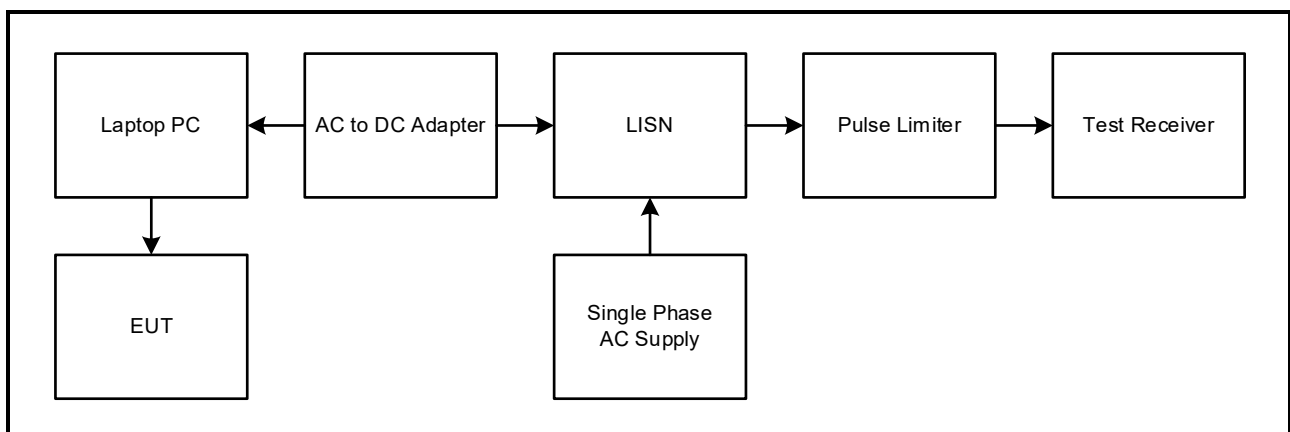 Laptop PC
AC to DC Adapter
LISN
Pulse Limiter
Test Receiver
EUT
Single Phase
AC Supply